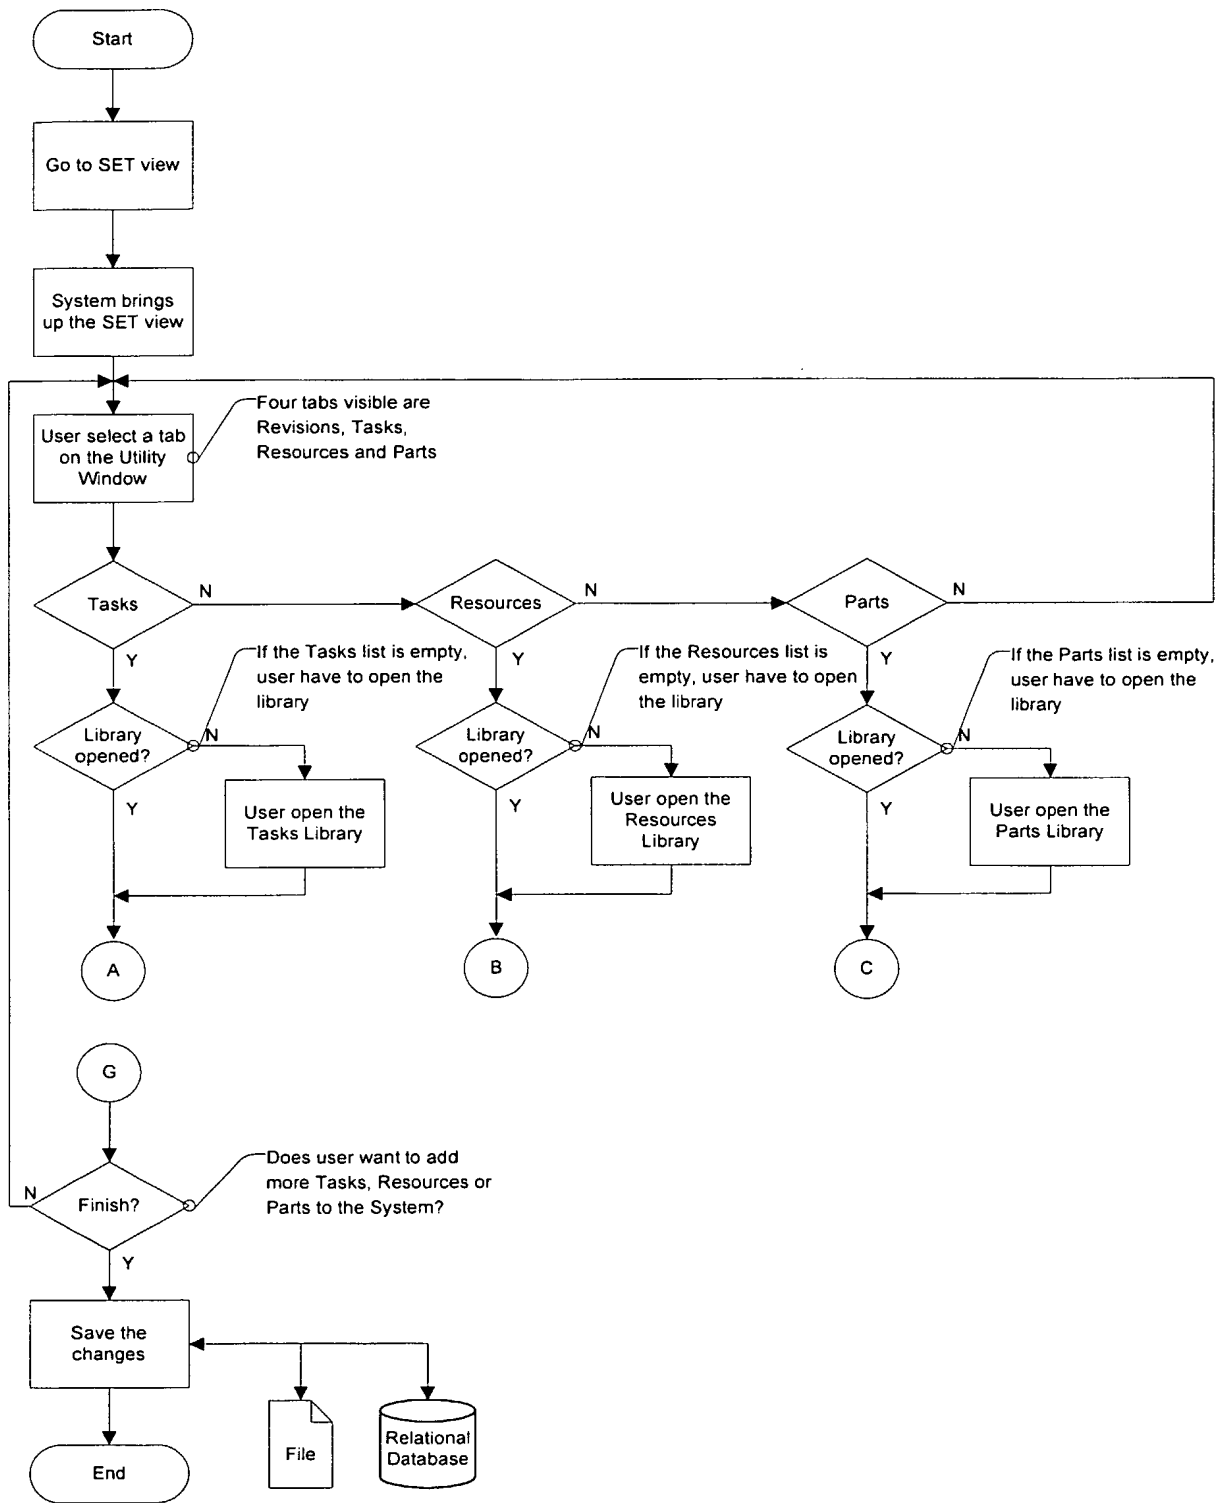 Start
Go to SET view
System brings
up the SET view
User select a tab
on the Utility
Window
Four tabs visible are
Revisions, Tasks,
Resources and Parts
Tasks
N
Resources
N
Parts
N
Y
If the Tasks list is empty,
user have to open the
library
Y
If the Resources list is
empty, user have to open
the library
Y
If the Parts list is empty,
user have to open the
library
Library
opened?
N
Library
opened?
N
Library
opened?
N
Y
User open the
Tasks Library
Y
User open the
Resources
Library
Y
User open the
Parts Library
A
B
C
G
N
Finish?
Does user want to add
more Tasks, Resources or
Parts to the System?
Y
Save the
changes
End
File
Relational
Database